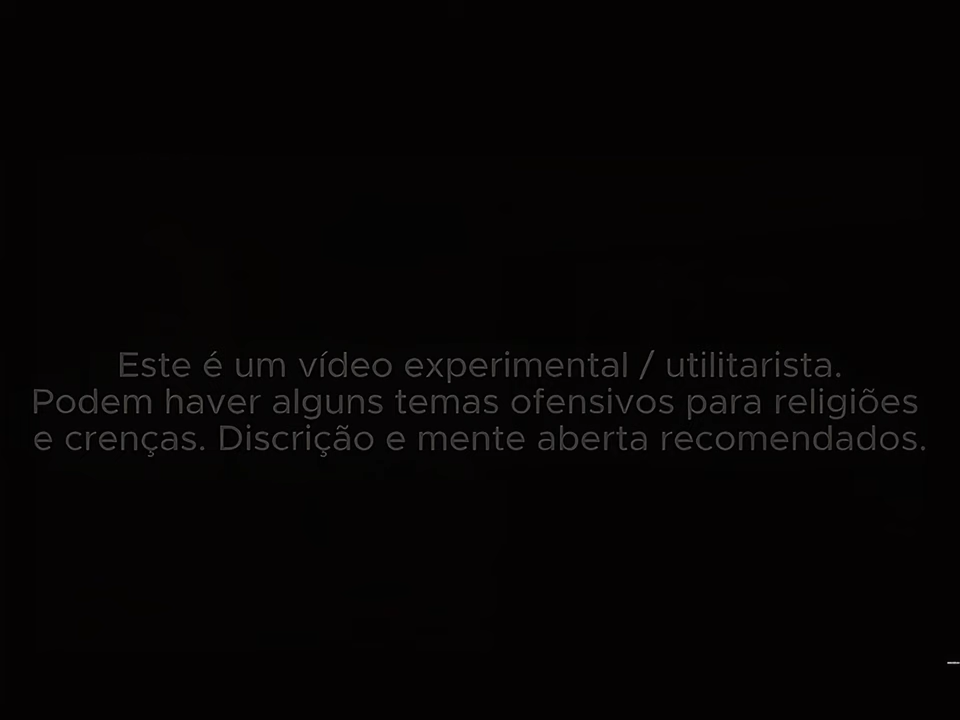 Este é um vídeo experimental / utilitarista.
Podem haver alguns temas ofensivos para religiões
e crenças. Discrição e mente aberta recomendados.